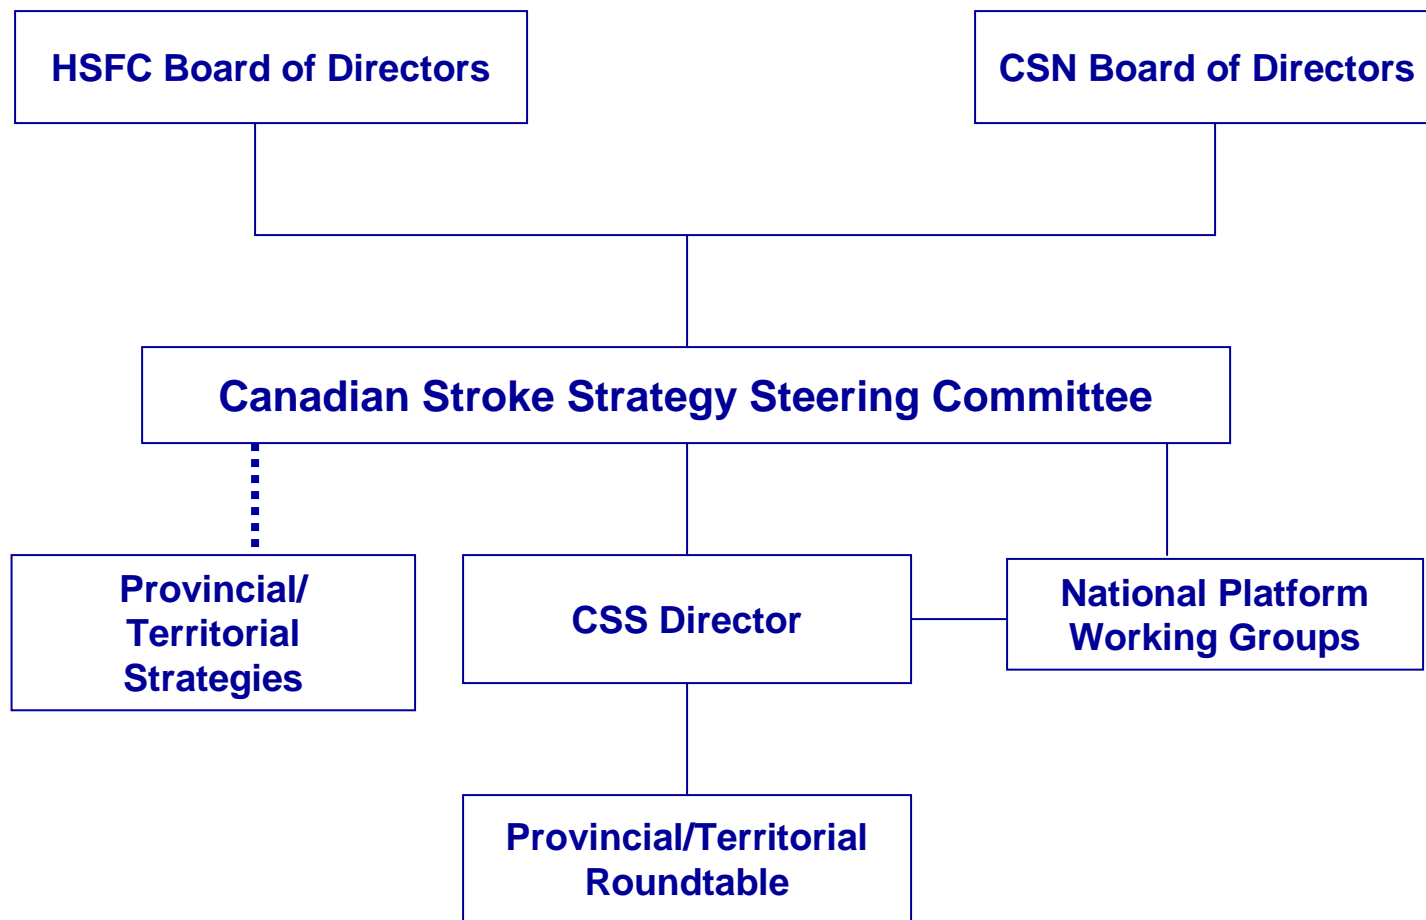 HSFC Board of Directors
CSN Board of Directors
Canadian Stroke Strategy Steering Committee
Provincial/
Territorial
Strategies
CSS Director
National Platform
Working Groups
Provincial/Territorial
Roundtable